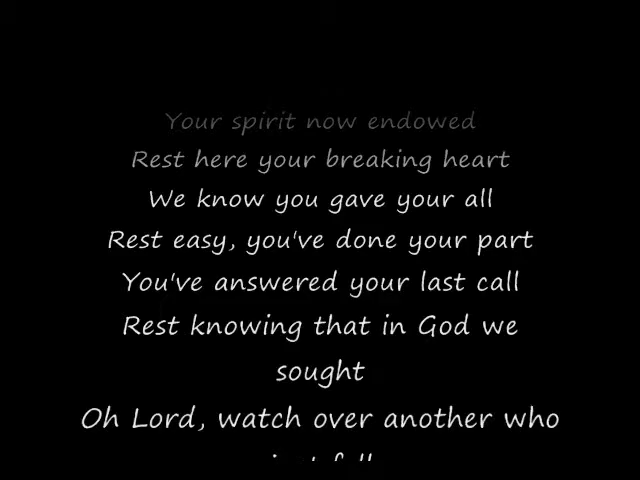 Your spirit now endowed
Rest here your breaking heart
We know you gave your all
Rest easy, you've done your part
You've answered your last call
Rest knowing that in God we
sought
Oh Lord, watch over another who